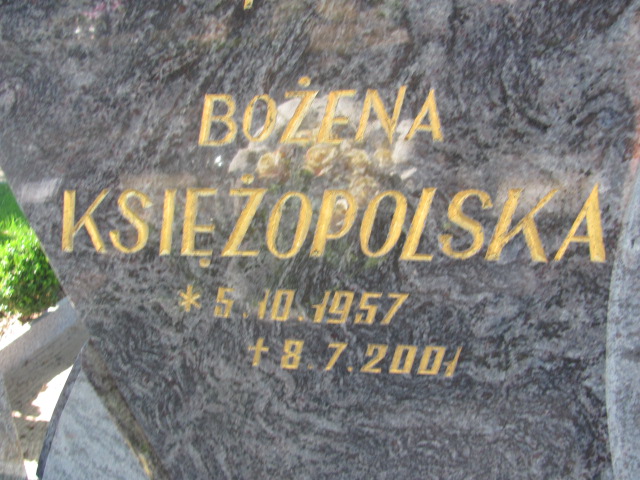 BOŻENA
KSIĘŻOPOLSKA
* 5.10.1957
† 8.7.2001